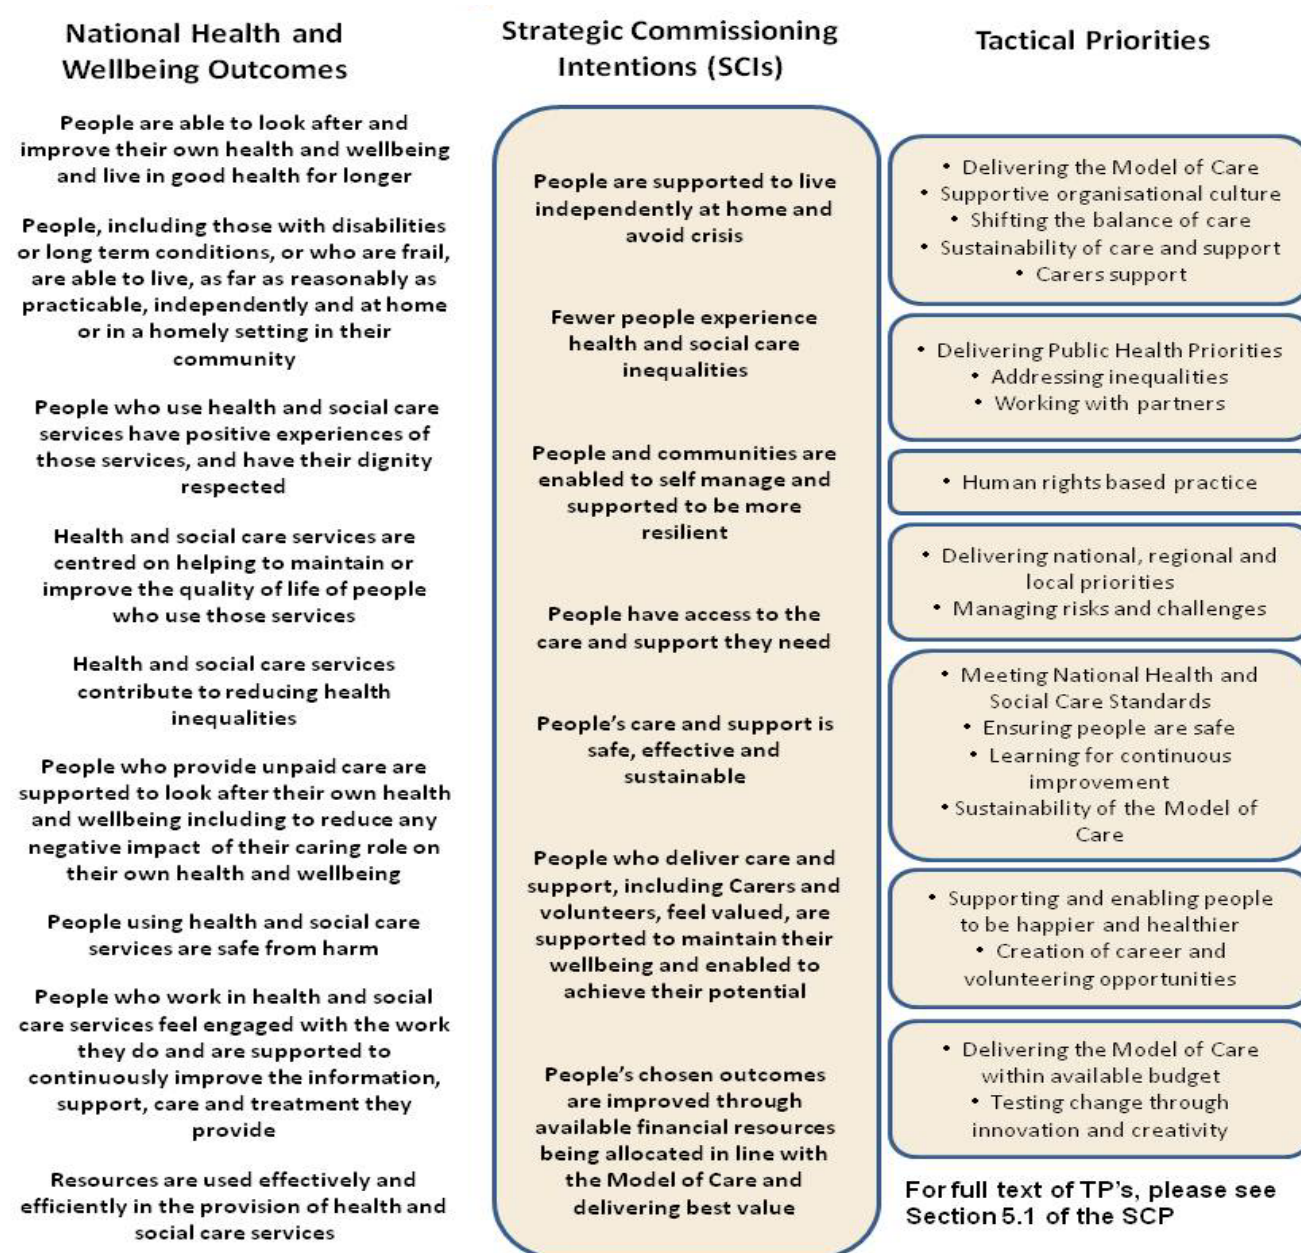 National Health and
Wellbeing Outcomes
People are able to look after and
improve their own health and wellbeing
and live in good health for longer
People, including those with disabilities
or long term conditions, or who are frail,
are able to live, as far as reasonably as
practicable, independently and at home
or in a homely setting in their
community
People who use health and social care
services have positive experiences of
those services, and have their dignity
respected
Health and social care services are
centred on helping to maintain or
improve the quality of life of people
who use those services
Health and social care services
contribute to reducing health
inequalities
People who provide unpaid care are
supported to look after their own health
and wellbeing including to reduce any
negative impact of their caring role on
their own health and wellbeing
People using health and social care
services are safe from harm
People who work in health and social
care services feel engaged with the work
they do and are supported to
continuously improve the information,
support, care and treatment they
provide
Resources are used effectively and
efficiently in the provision of health and
social care services
Strategic Commissioning
Intentions (SCIs)
People are supported to live
independently at home and
avoid crisis
Fewer people experience
health and social care
inequalities
People and communities are
enabled to self manage and
supported to be more
resilient
People have access to the
care and support they need
People's care and support is
safe, effective and
sustainable
People who deliver care and
support, including Carers and
volunteers, feel valued, are
supported to maintain their
wellbeing and enabled to
achieve their potential
People's chosen outcomes
are improved through
available financial resources
being allocated in line with
the Model of Care and
delivering best value
Tactical Priorities
• Delivering the Model of Care
• Supportive organisational culture
• Shifting the balance of care
• Sustainability of care and support
• Carers support
• Delivering Public Health Priorities
• Addressing inequalities
• Working with partners
• Human rights based practice
• Delivering national, regional and
local priorities
• Managing risks and challenges
• Meeting National Health and
Social Care Standards
• Ensuring people are safe
• Learning for continuous
improvement
• Sustainability of the Model of
Care
• Supporting and enabling people
to be happier and healthier
• Creation of career and
volunteering opportunities
• Delivering the Model of Care
within available budget
• Testing change through
innovation and creativity
For full text of TP's, please see
Section 5.1 of the SCP